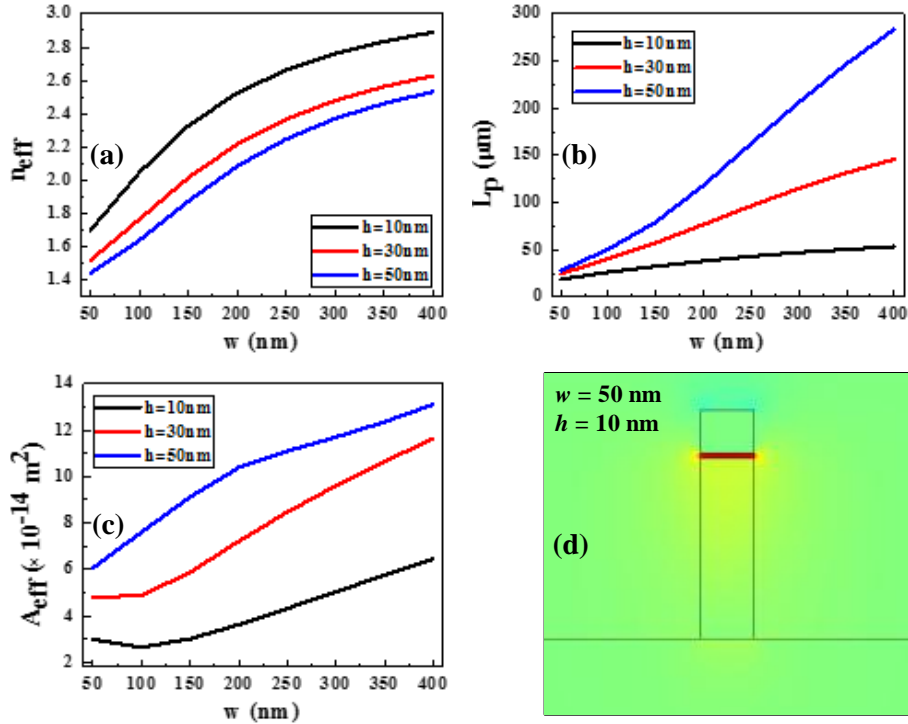 3.0
2.8
2.6
2.4
2.2
2.0
1.8
1.6
1.4
n_eff
(a)
h=10nm
h=30nm
h=50nm
50 100 150 200 250 300 350 400
w (nm)
300
250
200
150
100
50
0
L_p (μm)
(b)
h=10nm
h=30nm
h=50nm
50 100 150 200 250 300 350 400
w (nm)
14
12
10
8
6
4
2
A_eff (× 10^-14 m^2)
(c)
h=10nm
h=30nm
h=50nm
50 100 150 200 250 300 350 400
w (nm)
w = 50 nm
h = 10 nm
(d)